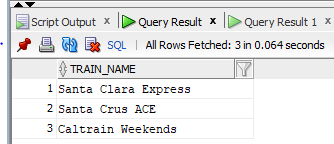 Script Output x Query Result x Query Result 1 x
SQL | All Rows Fetched: 3 in 0.064 seconds
TRAIN_NAME
1 Santa Clara Express
2 Santa Crus ACE
3 Caltrain Weekends